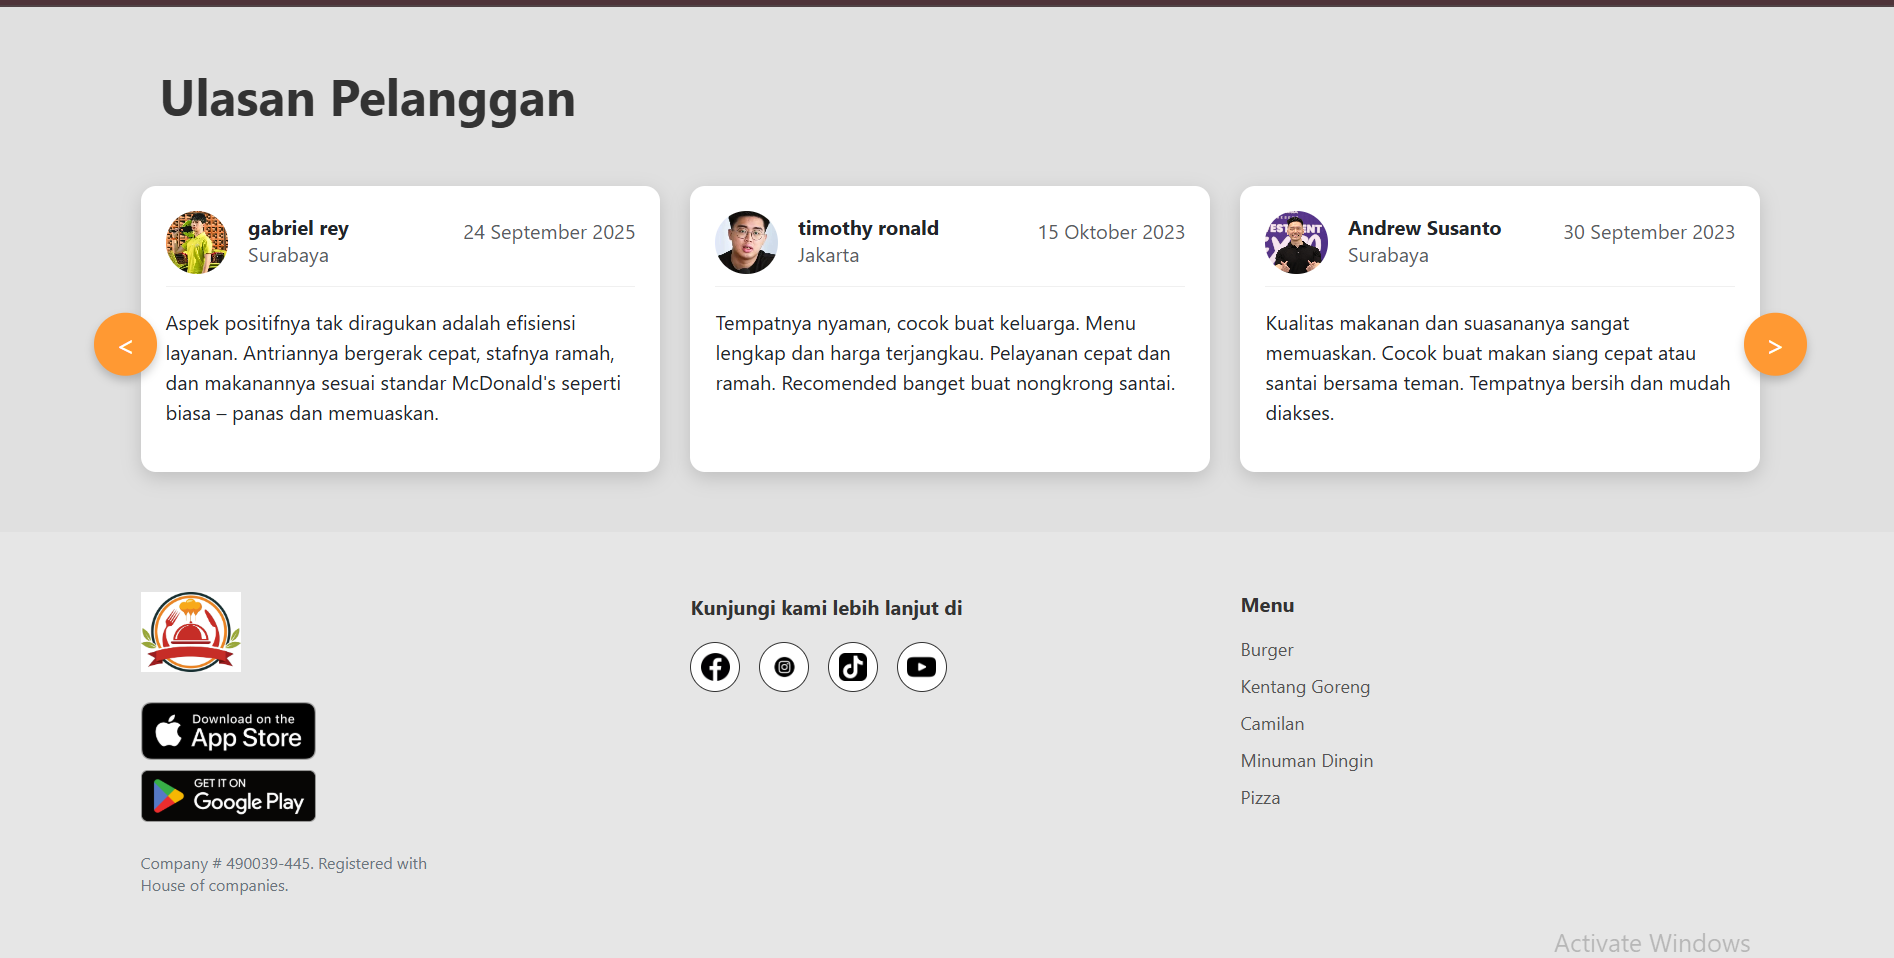 Ulasan Pelanggan
gabriel rey
Surabaya
24 September 2025
Aspek positifnya tak diragukan adalah efisiensi
layanan. Antriannya bergerak cepat, stafnya ramah,
dan makanannya sesuai standar McDonald's seperti
biasa – panas dan memuaskan.
timothy ronald
Jakarta
15 Oktober 2023
Tempatnya nyaman, cocok buat keluarga. Menu
lengkap dan harga terjangkau. Pelayanan cepat dan
ramah. Recomended banget buat nongkrong santai.
Andrew Susanto
Surabaya
30 September 2023
Kualitas makanan dan suasananya sangat
memuaskan. Cocok buat makan siang cepat atau
santai bersama teman. Tempatnya bersih dan mudah
diakses.
<
>
Download on the
App Store
GET IT ON
Google Play
Company # 490039-445. Registered with
House of companies.
Kunjungi kami lebih lanjut di
Menu
Burger
Kentang Goreng
Camilan
Minuman Dingin
Pizza
Activate Windows